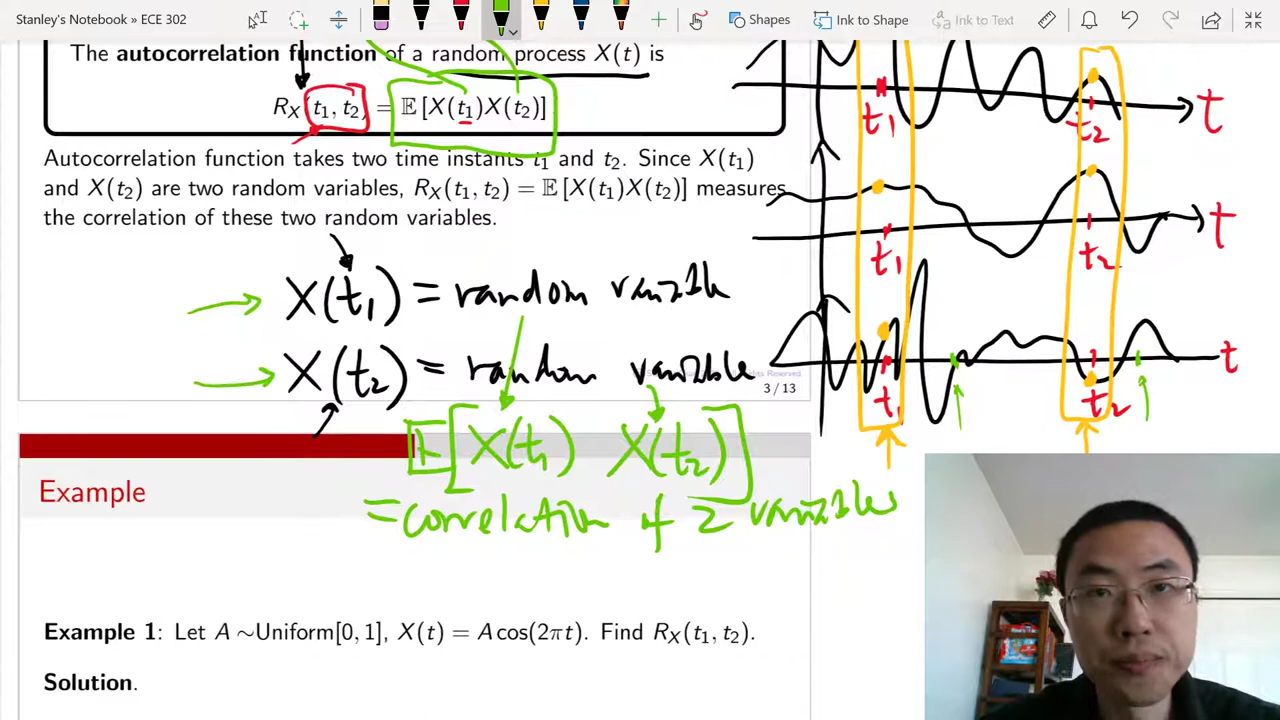 Stanley's Notebook » ECE 302
Shapes
Ink to Shape
Ink to Text
The autocorrelation function of a random process X(t) is
R_X(t₁, t₂) = 𝔼 [X(t₁)X(t₂)]
Autocorrelation function takes two time instants t₁ and t₂. Since X(t₁)
and X(t₂) are two random variables, R_X(t₁, t₂) = 𝔼 [X(t₁)X(t₂)] measures
the correlation of these two random variables.
X(t₁) = random variable
X(t₂) = random variable
3 / 13
𝔼[X(t₁) X(t₂)]
= correlation of 2 variables
Example
Example 1: Let A ∼Uniform[0, 1], X(t) = A cos(2πt). Find R_X(t₁, t₂).
Solution.
t₁
t₂
t
t₁
t₂
t
t₁
t₂
t